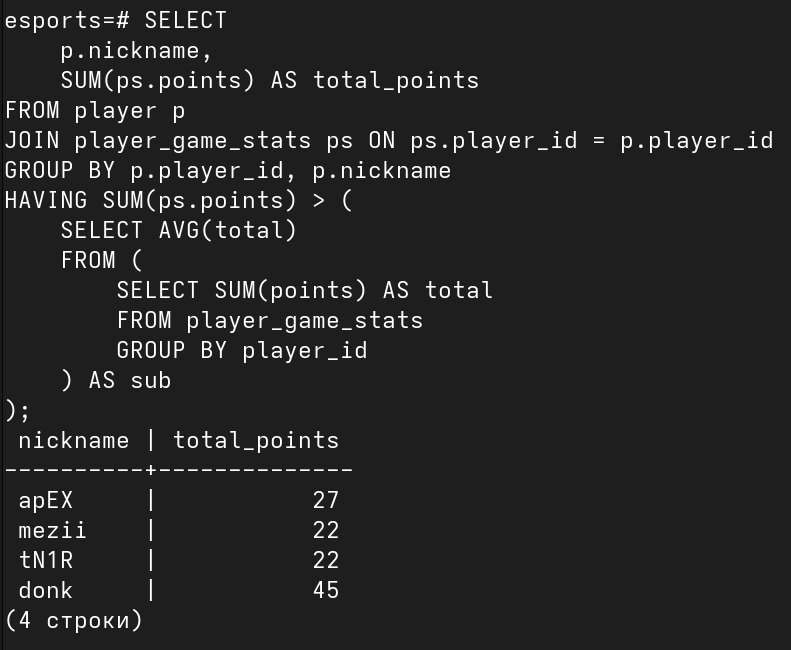 esports=# SELECT
    p.nickname,
    SUM(ps.points) AS total_points
FROM player p
JOIN player_game_stats ps ON ps.player_id = p.player_id
GROUP BY p.player_id, p.nickname
HAVING SUM(ps.points) > (
    SELECT AVG(total)
    FROM (
        SELECT SUM(points) AS total
        FROM player_game_stats
        GROUP BY player_id
    ) AS sub
);
 nickname | total_points
----------+--------------
 apEX     |           27
 mezii    |           22
 tN1R     |           22
 donk     |           45
(4 строки)